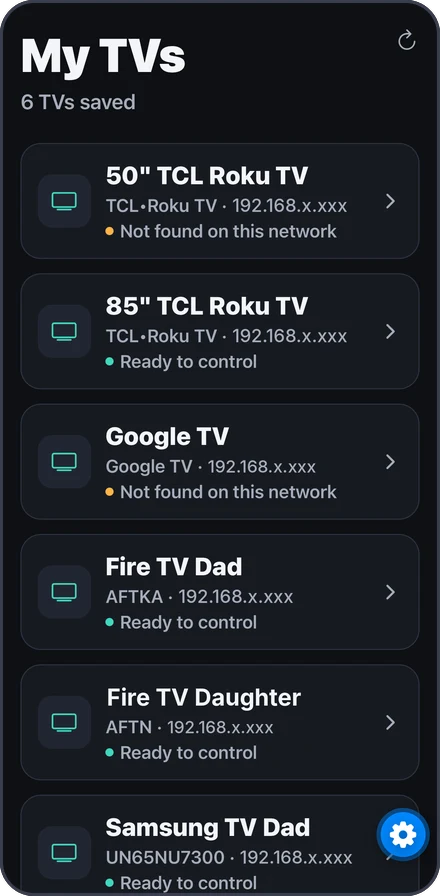 My TVs
6 TVs saved
50" TCL Roku TV
TCL•Roku TV · 192.168.x.xxx
Not found on this network
85" TCL Roku TV
TCL•Roku TV · 192.168.x.xxx
Ready to control
Google TV
Google TV · 192.168.x.xxx
Not found on this network
Fire TV Dad
AFTKA · 192.168.x.xxx
Ready to control
Fire TV Daughter
AFTN · 192.168.x.xxx
Ready to control
Samsung TV Dad
UN65NU7300 · 192.168.x.xxx
Ready to control